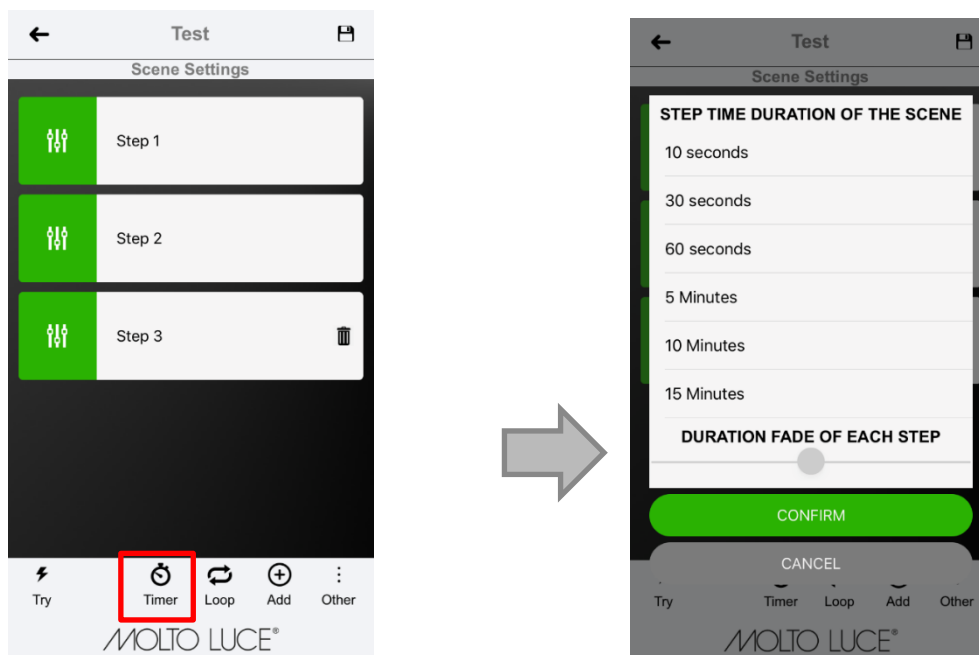 Test
Scene Settings
Step 1
Step 2
Step 3
Try Timer Loop Add Other
MOLTO LUCE®
Test
Scene Settings
STEP TIME DURATION OF THE SCENE
10 seconds
30 seconds
60 seconds
5 Minutes
10 Minutes
15 Minutes
DURATION FADE OF EACH STEP
CONFIRM
CANCEL
Try Timer Loop Add Other
MOLTO LUCE®